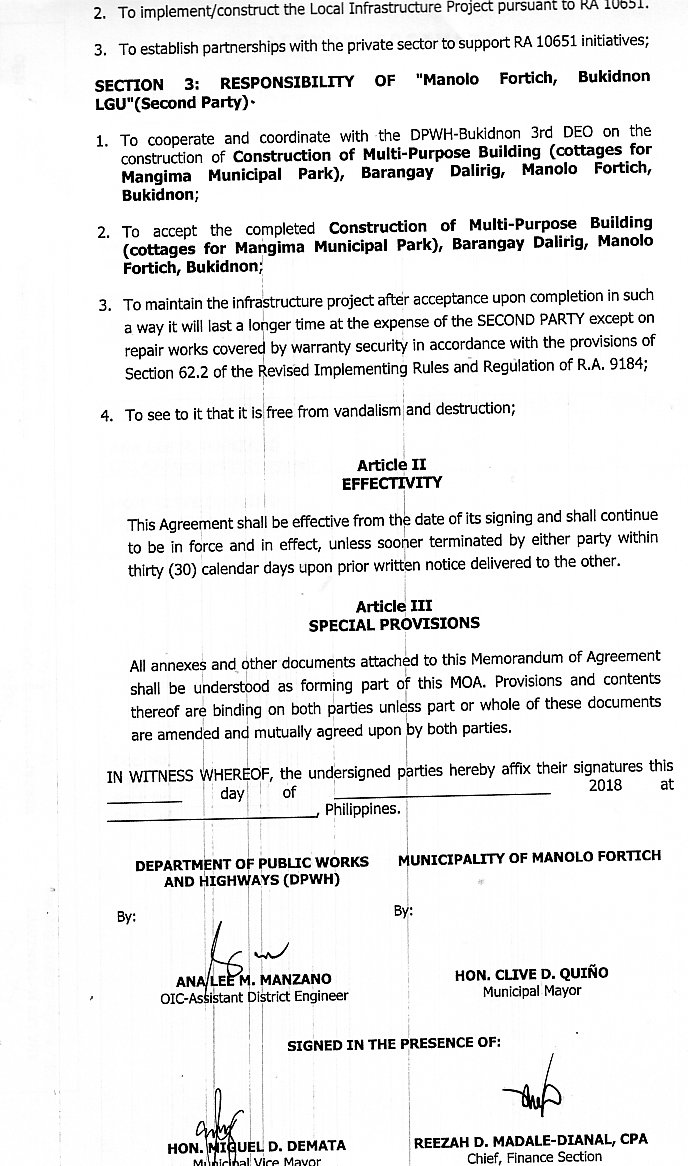 2. To implement/construct the Local Infrastructure Project pursuant to RA 10651.
3. To establish partnerships with the private sector to support RA 10651 initiatives;
SECTION 3: RESPONSIBILITY OF "Manolo Fortich, Bukidnon
LGU"(Second Party)·
1. To cooperate and coordinate with the DPWH-Bukidnon 3rd DEO on the
construction of Construction of Multi-Purpose Building (cottages for
Mangima Municipal Park), Barangay Dalirig, Manolo Fortich,
Bukidnon;
2. To accept the completed Construction of Multi-Purpose Building
(cottages for Mangima Municipal Park), Barangay Dalirig, Manolo
Fortich, Bukidnon;
3. To maintain the infrastructure project after acceptance upon completion in such
a way it will last a longer time at the expense of the SECOND PARTY except on
repair works covered by warranty security in accordance with the provisions of
Section 62.2 of the Revised Implementing Rules and Regulation of R.A. 9184;
4. To see to it that it is free from vandalism and destruction;
Article II
EFFECTIVITY
This Agreement shall be effective from the date of its signing and shall continue
to be in force and in effect, unless sooner terminated by either party within
thirty (30) calendar days upon prior written notice delivered to the other.
Article III
SPECIAL PROVISIONS
All annexes and other documents attached to this Memorandum of Agreement
shall be understood as forming part of this MOA. Provisions and contents
thereof are binding on both parties unless part or whole of these documents
are amended and mutually agreed upon by both parties.
IN WITNESS WHEREOF, the undersigned parties hereby affix their signatures this
________ day of ________________________ 2018 at
________________________, Philippines.
DEPARTMENT OF PUBLIC WORKS
AND HIGHWAYS (DPWH)
By:
ANA LEE M. MANZANO
OIC-Assistant District Engineer
MUNICIPALITY OF MANOLO FORTICH
By:
HON. CLIVE D. QUIÑO
Municipal Mayor
SIGNED IN THE PRESENCE OF:
HON. MIGUEL D. DEMATA
Municipal Vice Mayor
REEZAH D. MADALE-DIANAL, CPA
Chief, Finance Section